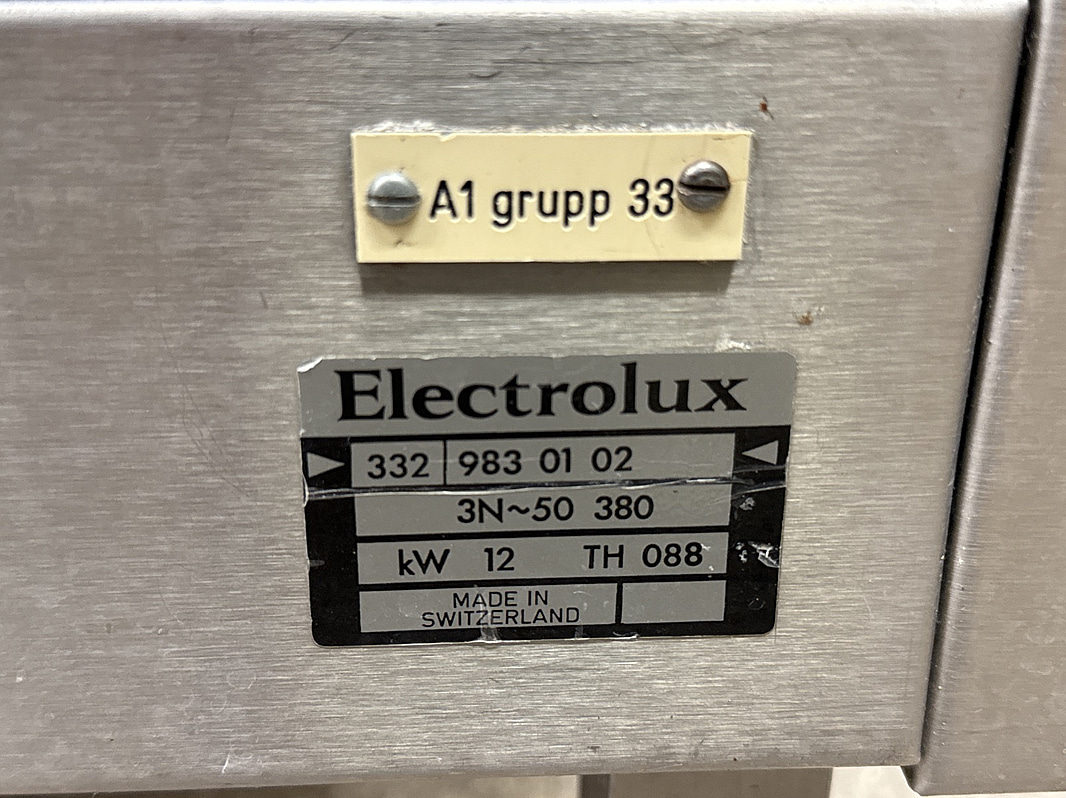 A1 grupp 33
Electrolux
332 983 01 02
3N~50 380
kW 12 TH 088
MADE IN
SWITZERLAND